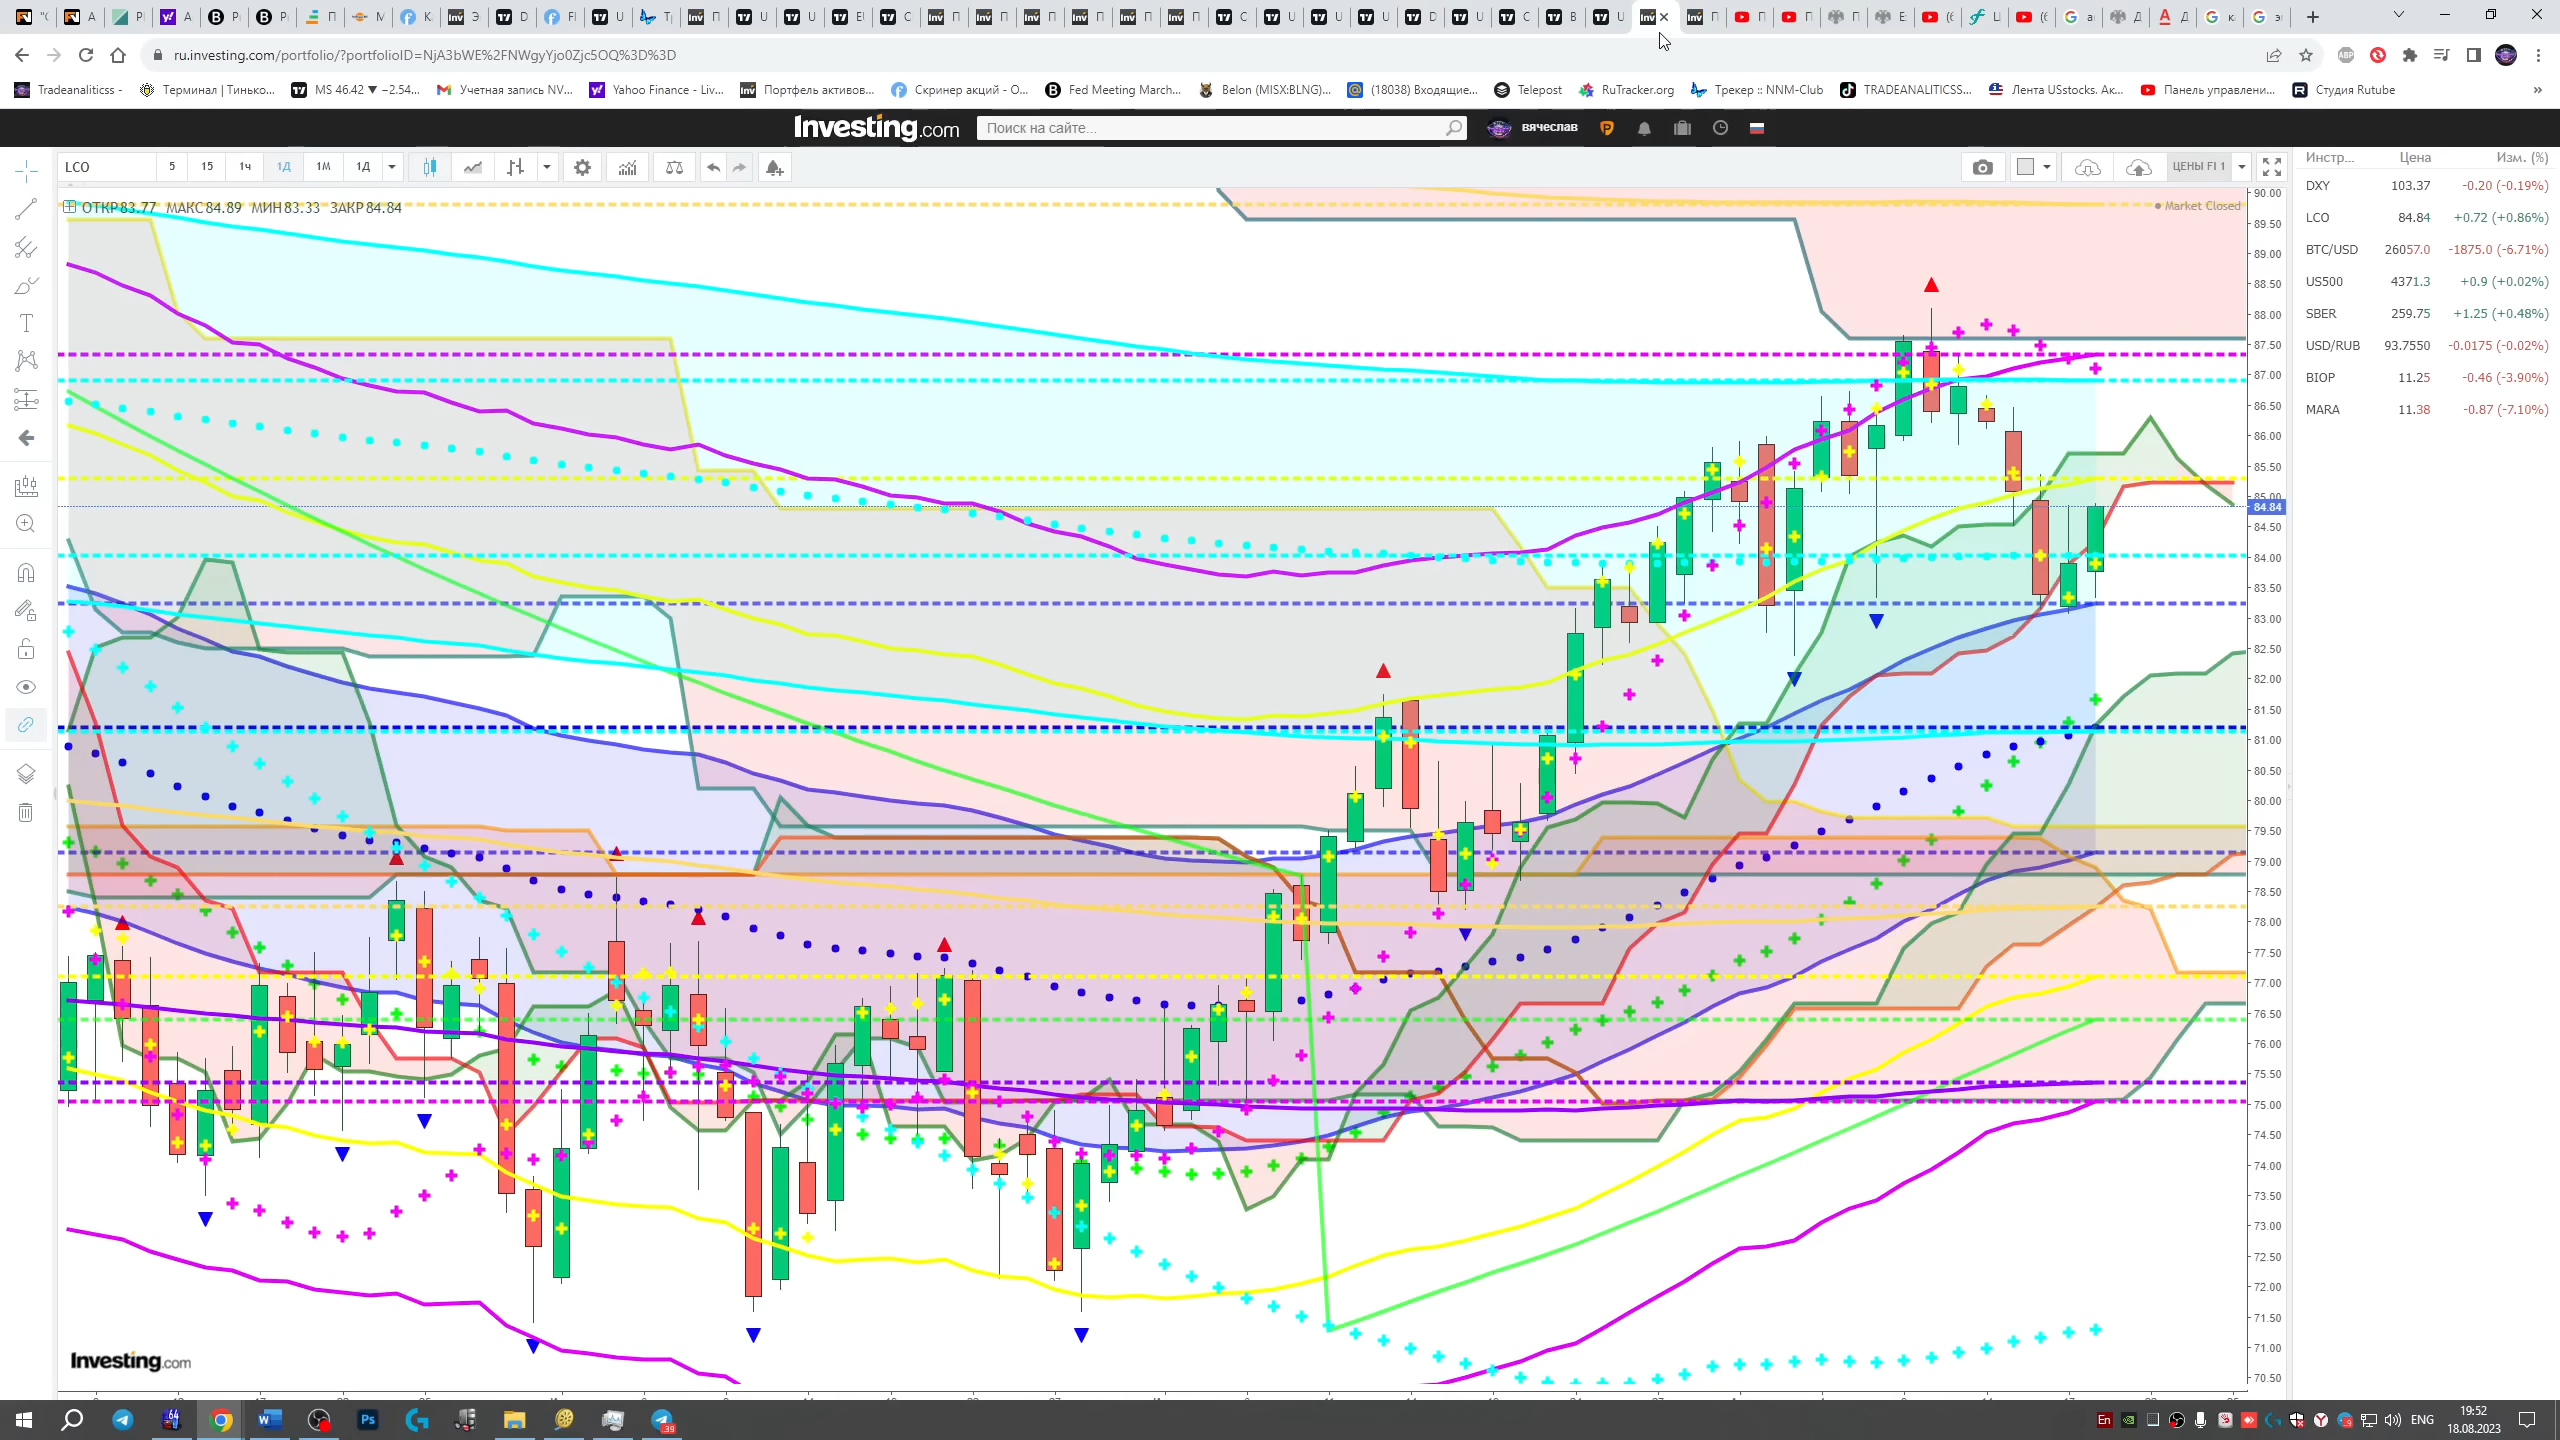 ru.investing.com/portfolio/?portfolioID=NjA3bWE%2FNWgyYjo0Zjc5OQ%3D%3D
Tradeanaliticss -
Терминал | Тинько...
MS 46.42 ▼ −2.54...
Учетная запись NV...
Yahoo Finance - Liv...
Портфель активов...
Скринер акций - О...
Fed Meeting March...
Belon (MISX:BLNG)...
(18038) Входящие...
Telepost
RuTracker.org
Трекер :: NNM-Club
TRADEANALITICSS...
Лента USstocks. Ак...
Панель управлени...
Студия Rutube
Investing.com
Поиск на сайте...
вячеслав
LCO
5
15
1ч
1Д
1М
1Д
ЦЕНЫ FI 1
ОТКР 83.77 МАКС 84.89 МИН 83.33 ЗАКР 84.84
Market Closed
90.00
89.50
89.00
88.50
88.00
87.50
87.00
86.50
86.00
85.50
85.00
84.84
84.50
84.00
83.50
83.00
82.50
82.00
81.50
81.00
80.50
80.00
79.50
79.00
78.50
78.00
77.50
77.00
76.50
76.00
75.50
75.00
74.50
74.00
73.50
73.00
72.50
72.00
71.50
71.00
70.50
Инстр... Цена Изм. (%)
DXY 103.37 -0.20 (-0.19%)
LCO 84.84 +0.72 (+0.86%)
BTC/USD 26057.0 -1875.0 (-6.71%)
US500 4371.3 +0.9 (+0.02%)
SBER 259.75 +1.25 (+0.48%)
USD/RUB 93.7550 -0.0175 (-0.02%)
BIOP 11.25 -0.46 (-3.90%)
MARA 11.38 -0.87 (-7.10%)
Investing.com
ENG
19:52
18.08.2023